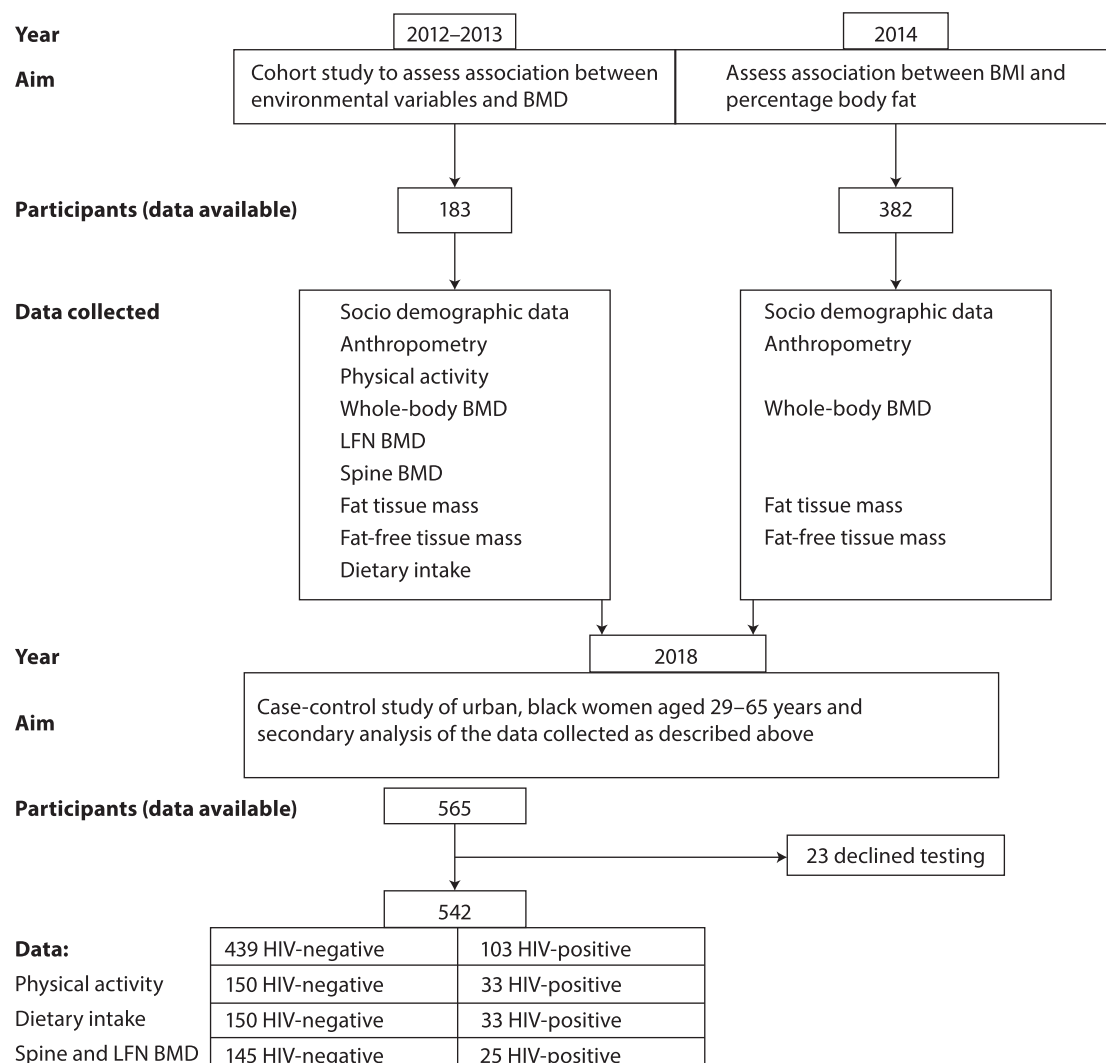 Year 2012–2013 2014
Aim
Cohort study to assess association between
environmental variables and BMD
Assess association between BMI and
percentage body fat
Participants (data available) 183 382
Data collected
Socio demographic data
Anthropometry
Physical activity
Whole-body BMD
LFN BMD
Spine BMD
Fat tissue mass
Fat-free tissue mass
Dietary intake
Socio demographic data
Anthropometry
Whole-body BMD
Fat tissue mass
Fat-free tissue mass
Year 2018
Aim
Case-control study of urban, black women aged 29–65 years and
secondary analysis of the data collected as described above
Participants (data available) 565
23 declined testing
542
Data: 439 HIV-negative 103 HIV-positive
Physical activity 150 HIV-negative 33 HIV-positive
Dietary intake 150 HIV-negative 33 HIV-positive
Spine and LFN BMD 145 HIV-negative 25 HIV-positive